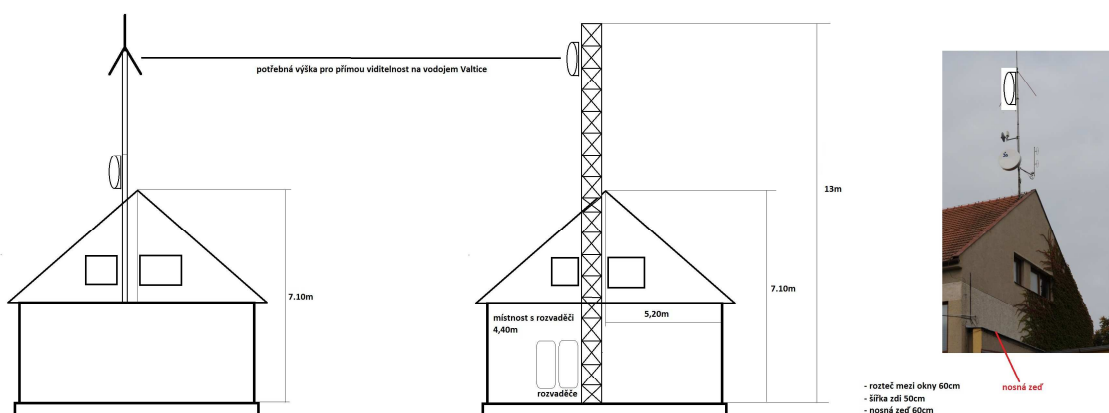 potřebná výška pro přímou viditelnost na vodojem Valtice
13m
7.10m
7.10m
místnost s rozvaděči
4,40m
5,20m
rozvaděče
- rozteč mezi okny 60cm
- šířka zdi 50cm
- nosná zeď 60cm
nosná zeď